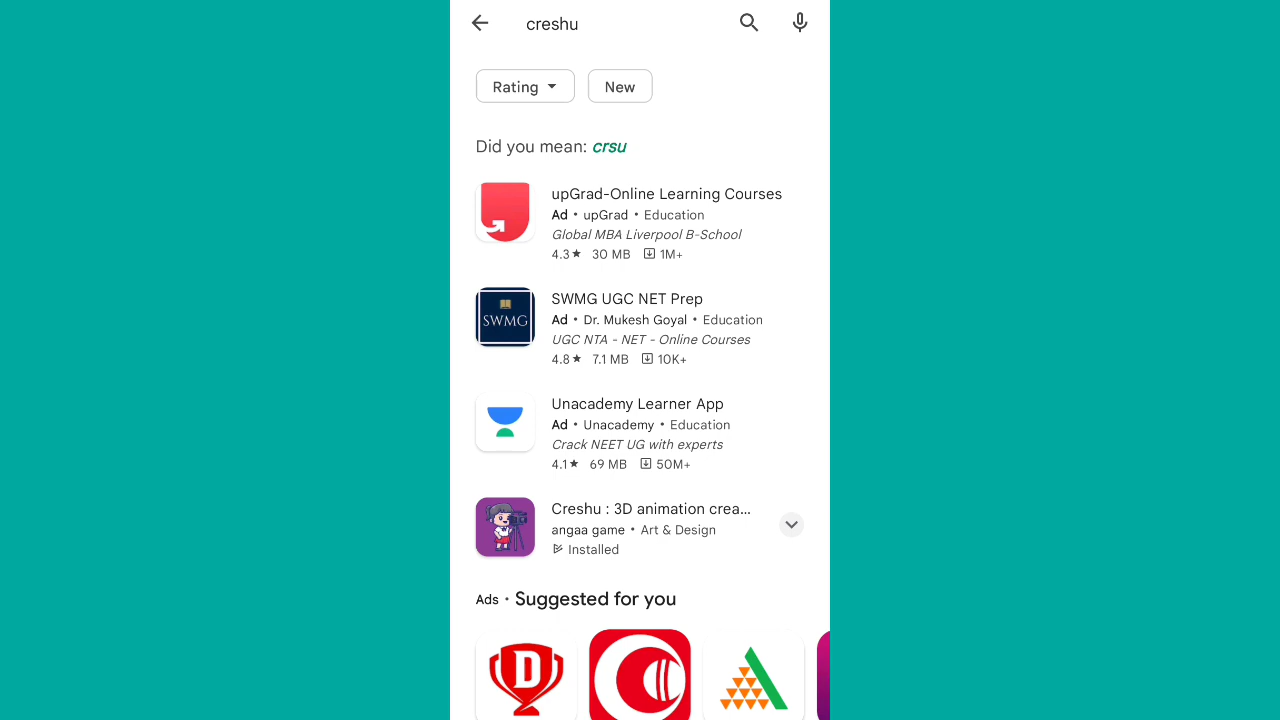 creshu
Rating New
Did you mean: crsu
upGrad-Online Learning Courses
Ad • upGrad • Education
Global MBA Liverpool B-School
4.3★ 30 MB 1M+
SWMG
SWMG UGC NET Prep
Ad • Dr. Mukesh Goyal • Education
UGC NTA - NET - Online Courses
4.8★ 7.1 MB 10K+
Unacademy Learner App
Ad • Unacademy • Education
Crack NEET UG with experts
4.1★ 69 MB 50M+
Creshu : 3D animation crea...
angaa game • Art & Design
Installed
Ads • Suggested for you
D